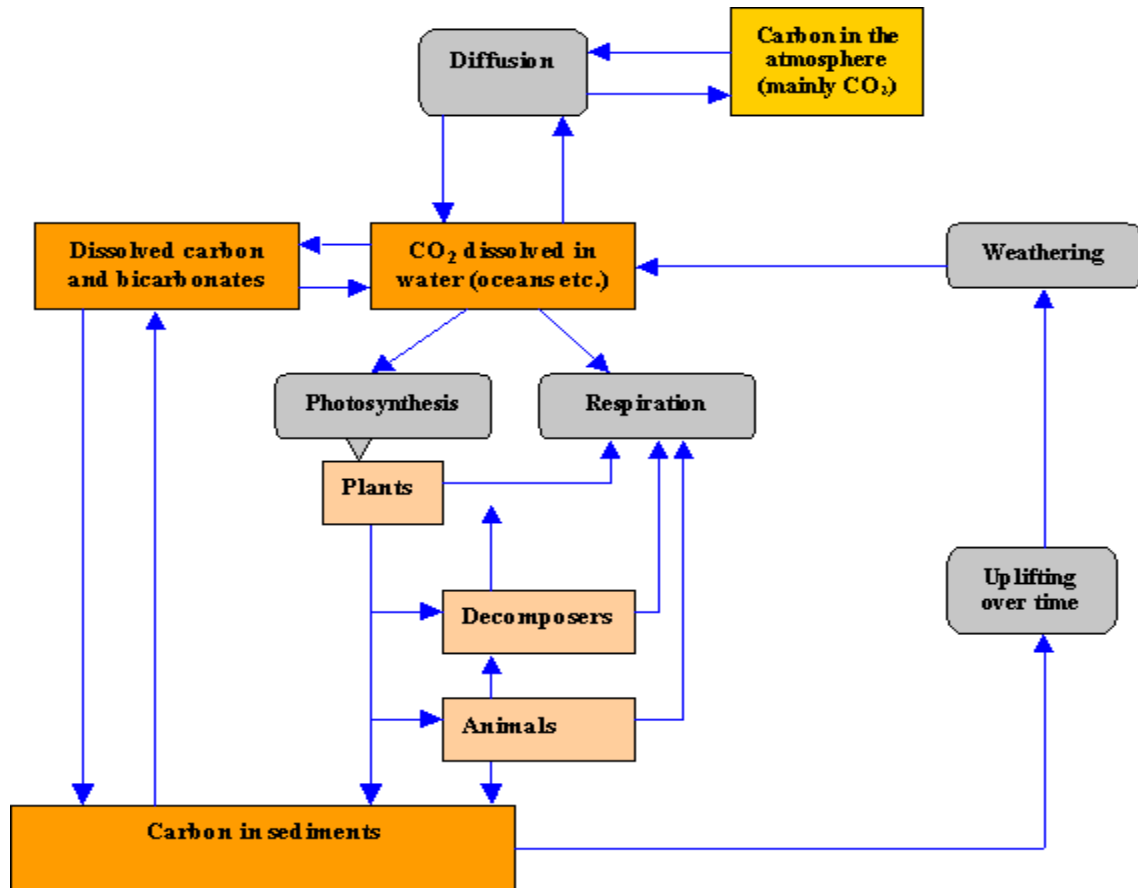 Diffusion
Carbon in the
atmosphere
(mainly CO₂)
Dissolved carbon
and bicarbonates
CO₂ dissolved in
water (oceans etc.)
Weathering
Photosynthesis
Respiration
Plants
Decomposers
Uplifting
over time
Animals
Carbon in sediments